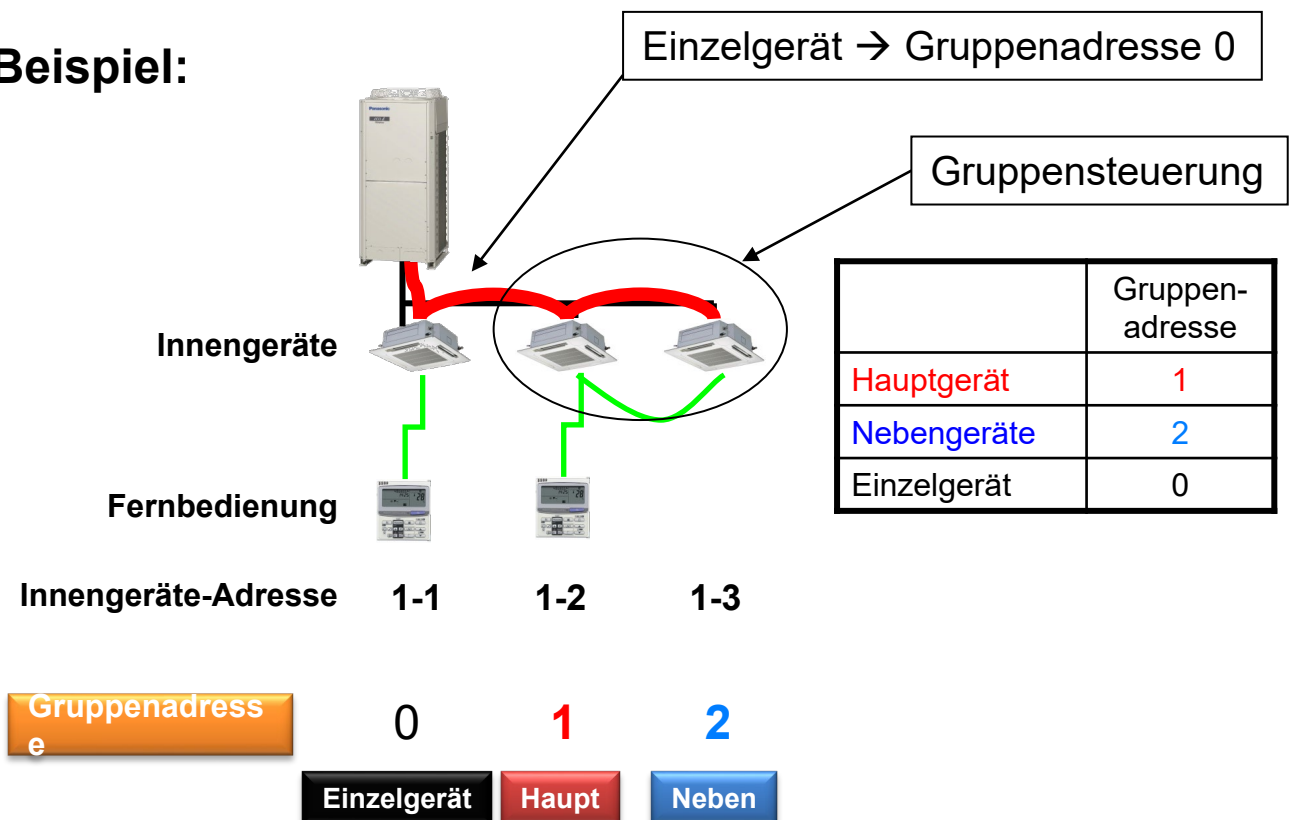 Beispiel:
Einzelgerät → Gruppenadresse 0
Gruppensteuerung
Panasonic
Innengeräte
Fernbedienung
Gruppen-
adresse
Hauptgerät 1
Nebengeräte 2
Einzelgerät 0
Innengeräte-Adresse 1-1 1-2 1-3
Gruppenadress
e
0 1 2
Einzelgerät Haupt Neben